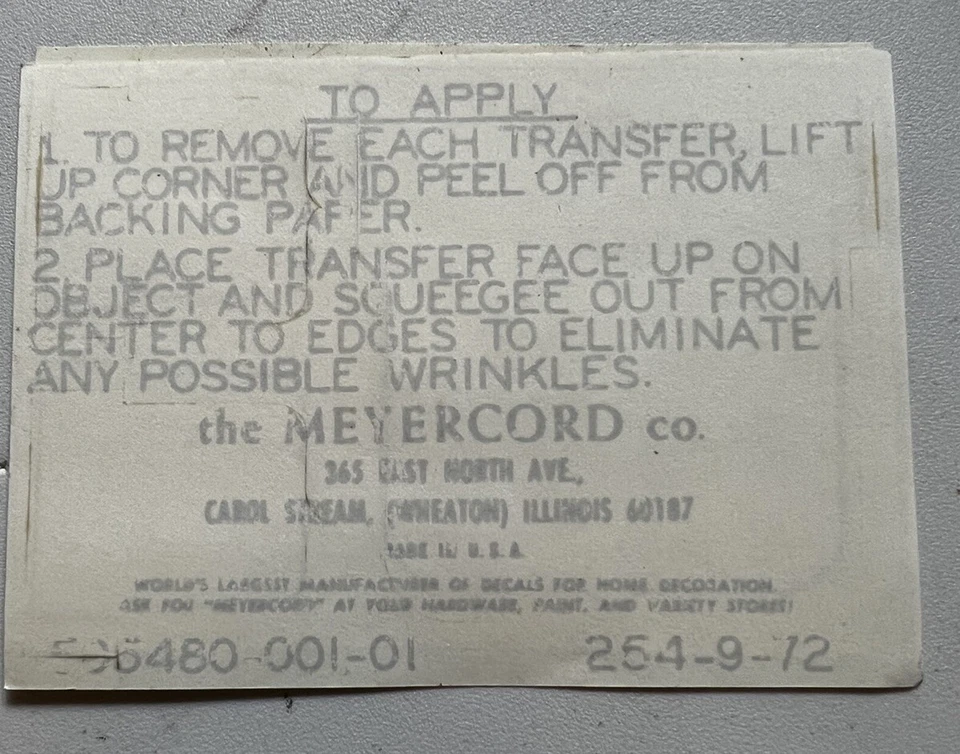 TO APPLY
1. TO REMOVE EACH TRANSFER, LIFT
UP CORNER AND PEEL OFF FROM
BACKING PAPER.
2. PLACE TRANSFER FACE UP ON
OBJECT AND SQUEEGEE OUT FROM
CENTER TO EDGES TO ELIMINATE
ANY POSSIBLE WRINKLES.
the MEYERCORD co.
365 EAST NORTH AVE.,
CAROL STREAM, (WHEATON) ILLINOIS 60187
MADE IN U.S.A.
WORLD'S LARGEST MANUFACTURER OF DECALS FOR HOME DECORATION.
ASK FOR "MEYERCORD" AT YOUR HARDWARE, PAINT, AND VARIETY STORES!
254-9-72